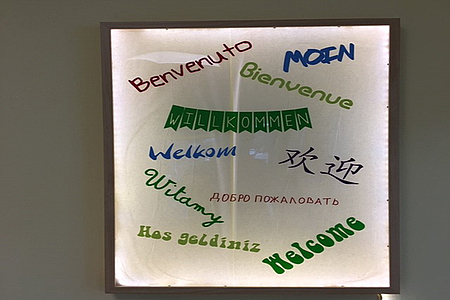 Benvenuto
MOIN
Bienvenue
WILLKOMMEN
Welkom
欢迎
Witamy
ДОБРО ПОЖАЛОВАТЬ
Hos geldiniz
Welcome